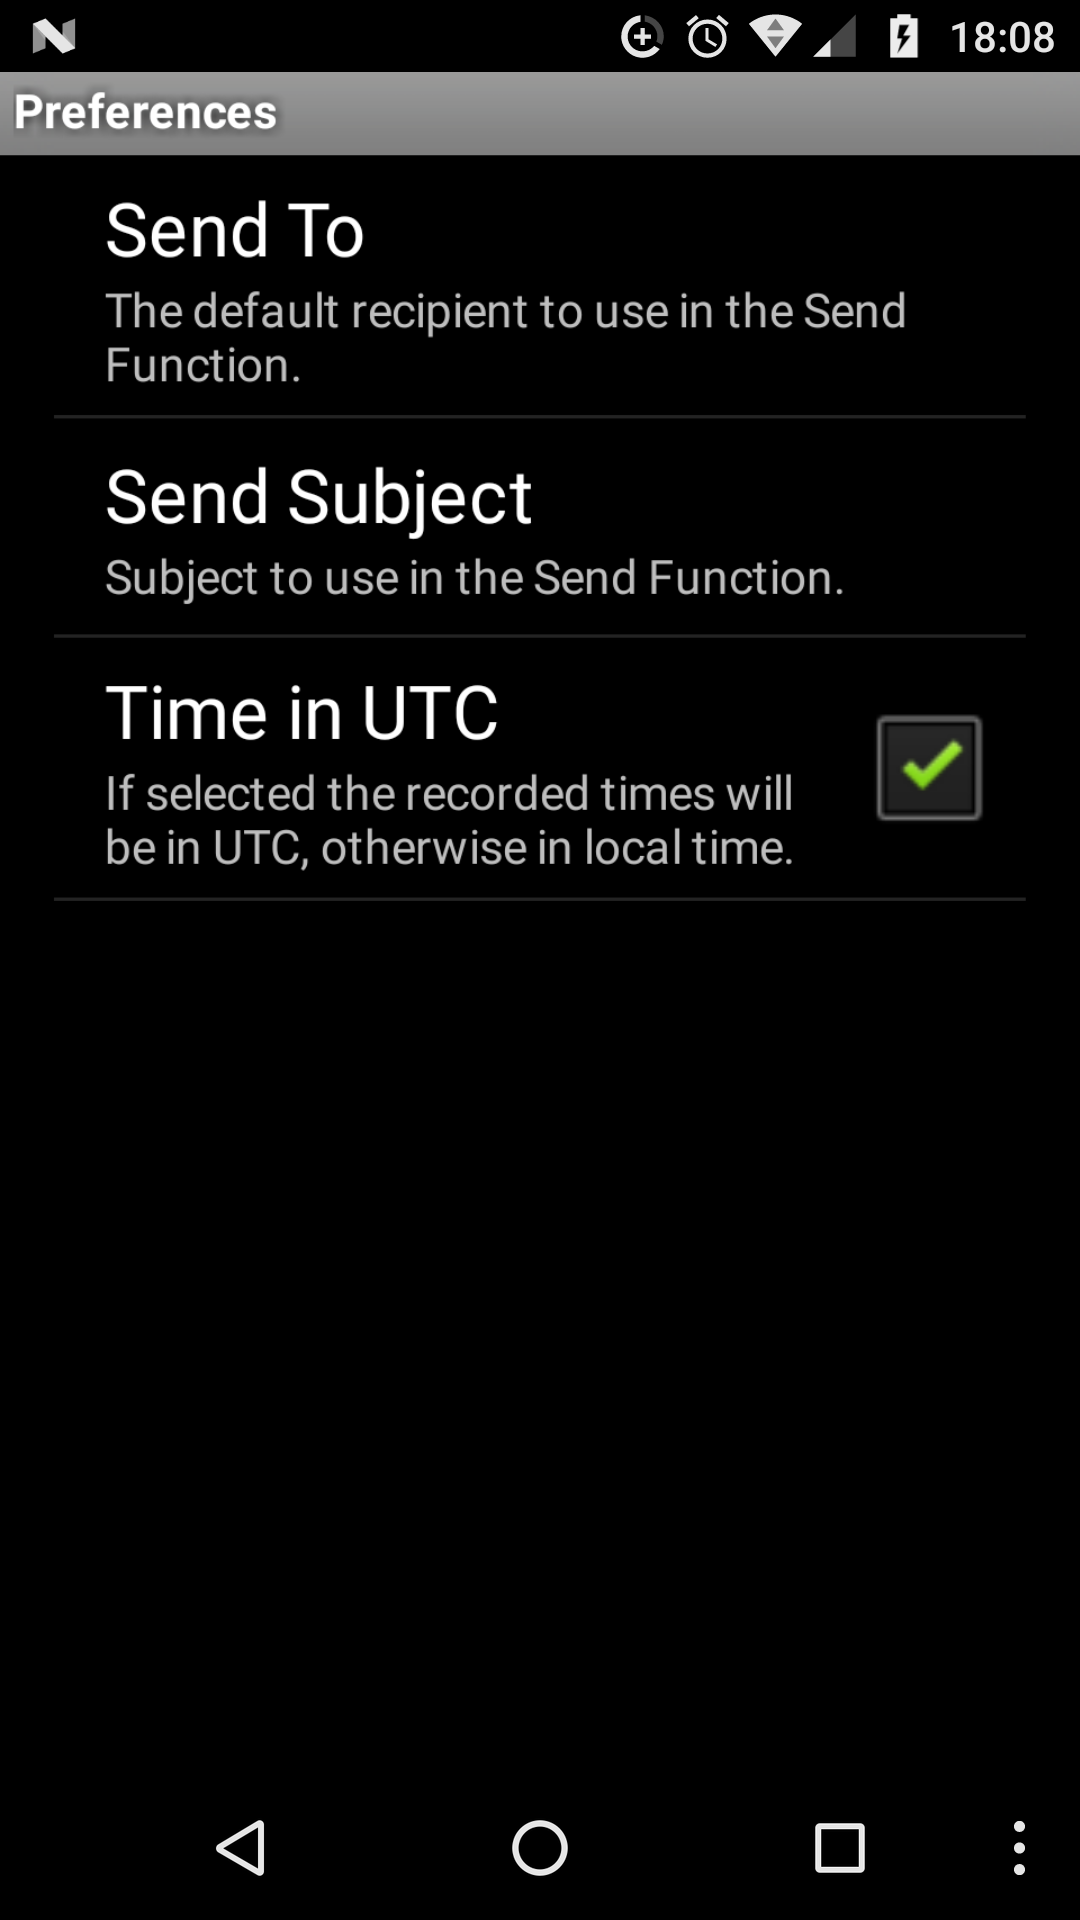 18:08
Preferences
Send To
The default recipient to use in the Send
Function.
Send Subject
Subject to use in the Send Function.
Time in UTC
If selected the recorded times will
be in UTC, otherwise in local time.